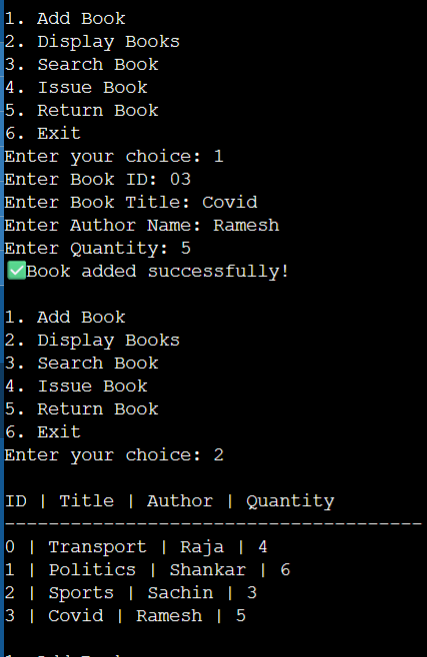 1. Add Book
2. Display Books
3. Search Book
4. Issue Book
5. Return Book
6. Exit
Enter your choice: 1
Enter Book ID: 03
Enter Book Title: Covid
Enter Author Name: Ramesh
Enter Quantity: 5
✅Book added successfully!
1. Add Book
2. Display Books
3. Search Book
4. Issue Book
5. Return Book
6. Exit
Enter your choice: 2
ID | Title | Author | Quantity
--------------------------------------
0 | Transport | Raja | 4
1 | Politics | Shankar | 6
2 | Sports | Sachin | 3
3 | Covid | Ramesh | 5